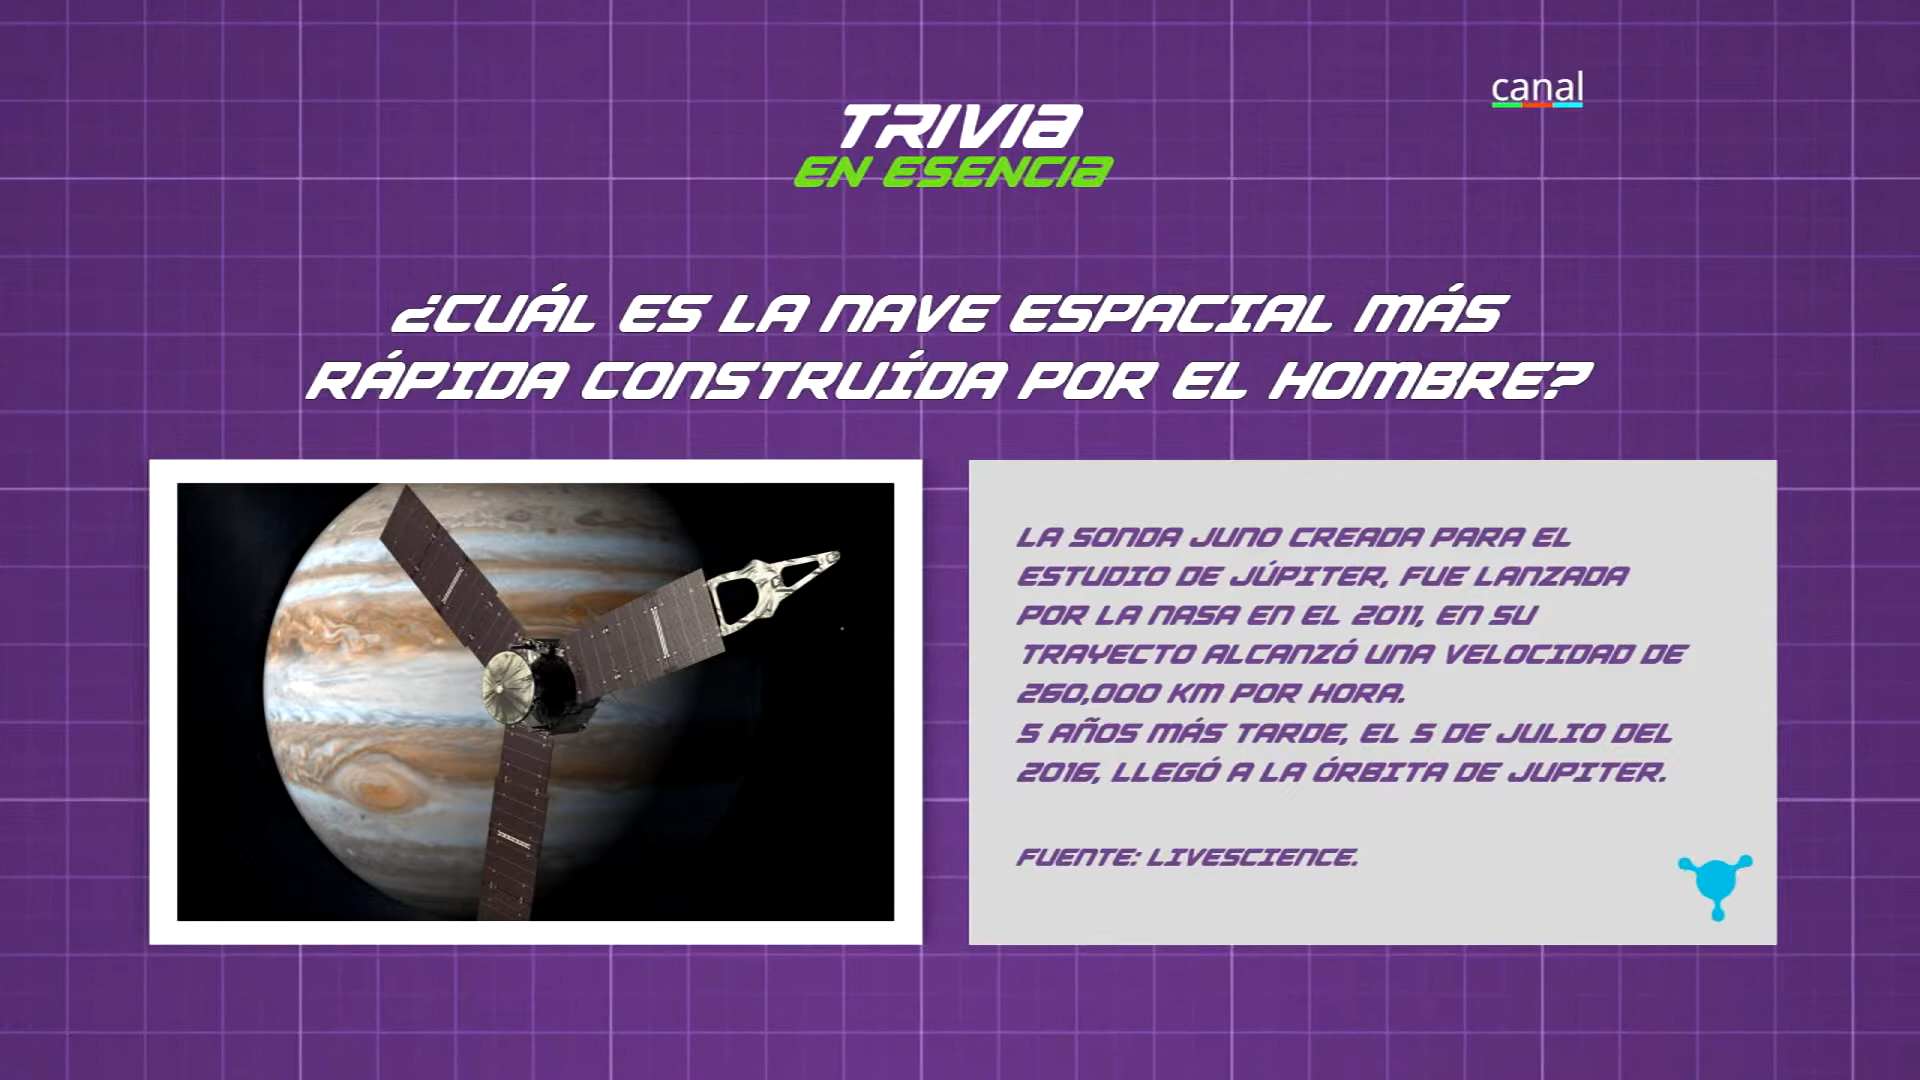 canal
TRIVIA
EN ESENCIA
¿CUÁL ES LA NAVE ESPACIAL MÁS
RÁPIDA CONSTRUÍDA POR EL HOMBRE?
LA SONDA JUNO CREADA PARA EL
ESTUDIO DE JÚPITER, FUE LANZADA
POR LA NASA EN EL 2011, EN SU
TRAYECTO ALCANZÓ UNA VELOCIDAD DE
260,000 KM POR HORA.
5 AÑOS MÁS TARDE, EL 5 DE JULIO DEL
2016, LLEGÓ A LA ÓRBITA DE JUPITER.
FUENTE: LIVESCIENCE.